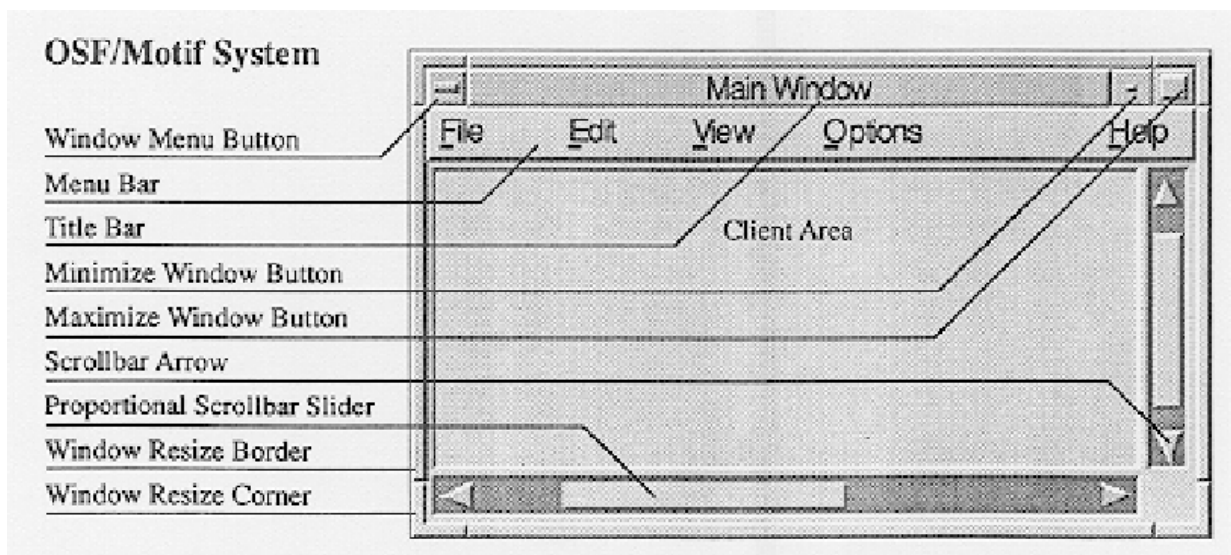 OSF/Motif System
Main Window
File Edit View Options Help
Window Menu Button
Menu Bar
Title Bar
Client Area
Minimize Window Button
Maximize Window Button
Scrollbar Arrow
Proportional Scrollbar Slider
Window Resize Border
Window Resize Corner